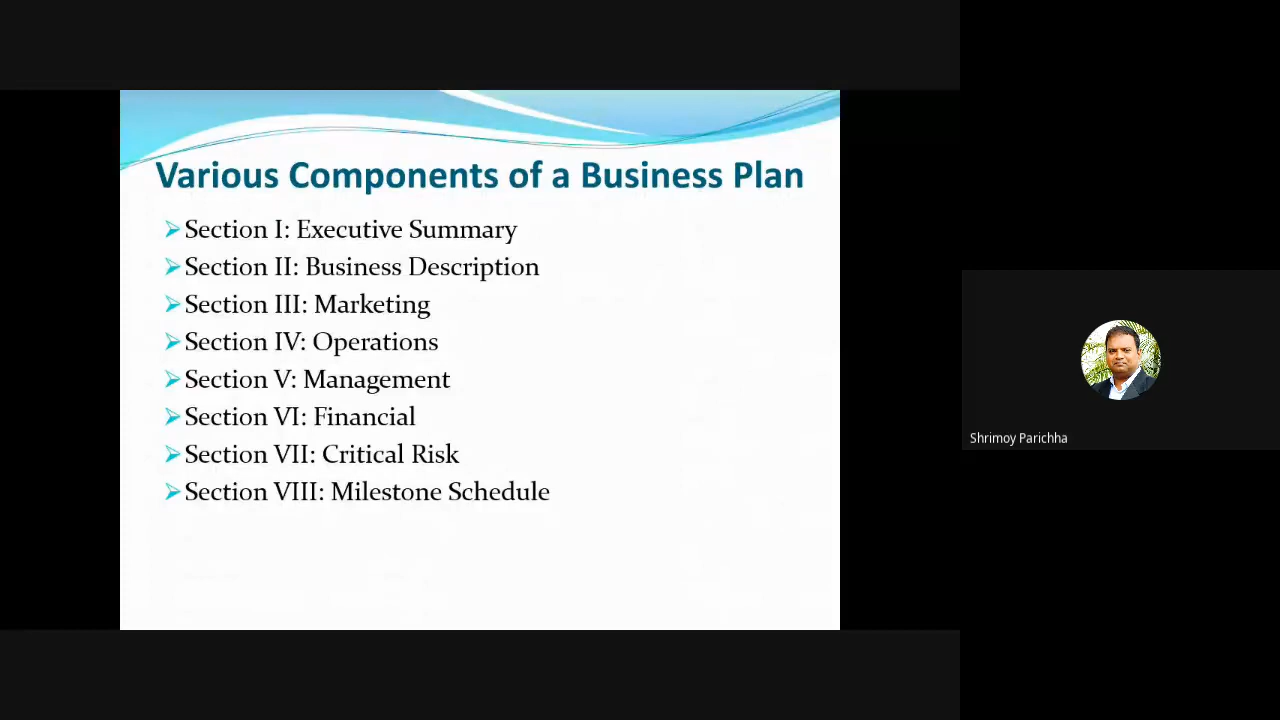 Various Components of a Business Plan
Section I: Executive Summary
Section II: Business Description
Section III: Marketing
Section IV: Operations
Section V: Management
Section VI: Financial
Section VII: Critical Risk
Section VIII: Milestone Schedule
Shrimoy Parichha